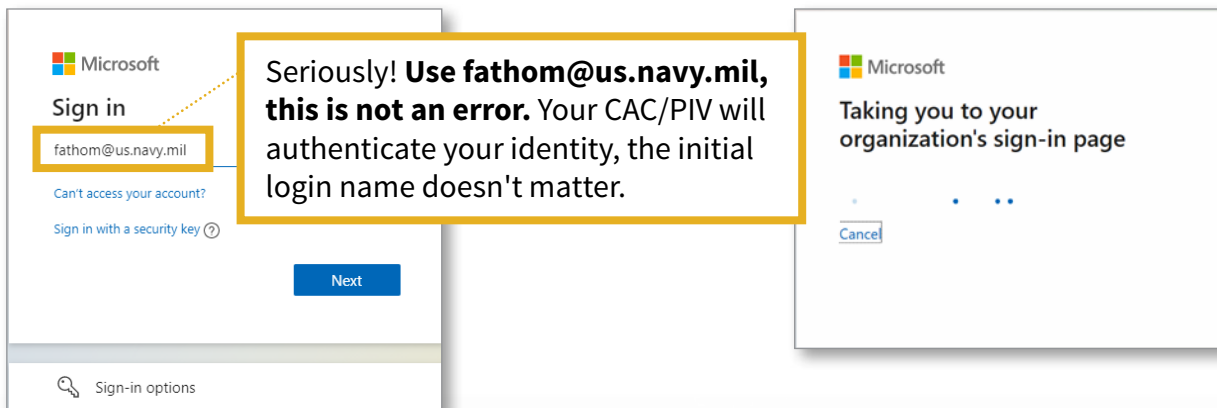 Microsoft
Sign in
fathom@us.navy.mil
Can't access your account?
Sign in with a security key
Next
Sign-in options
Seriously! Use fathom@us.navy.mil,
this is not an error. Your CAC/PIV will
authenticate your identity, the initial
login name doesn't matter.
Microsoft
Taking you to your
organization's sign-in page
Cancel